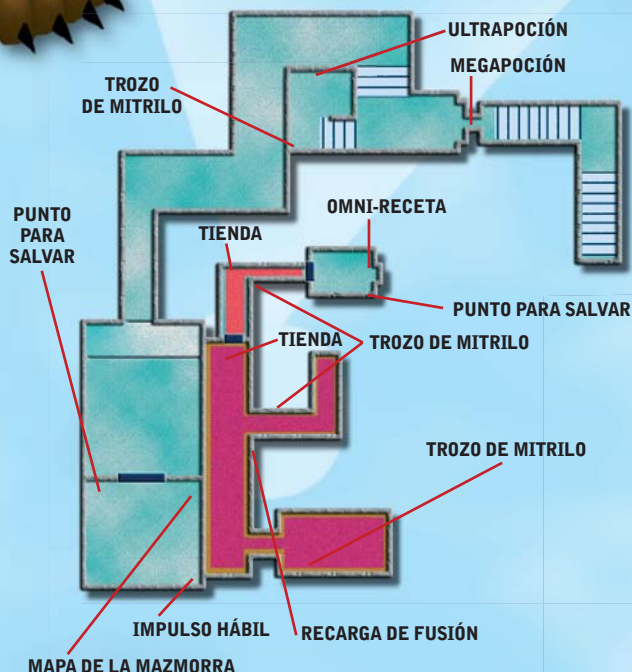 ULTRAPOCIÓN
MEGAPOCIÓN
TROZO
DE MITRILO
PUNTO
PARA
SALVAR
TIENDA
OMNI-RECETA
PUNTO PARA SALVAR
TIENDA
TROZO DE MITRILO
TROZO DE MITRILO
IMPULSO HÁBIL
RECARGA DE FUSIÓN
MAPA DE LA MAZMORRA